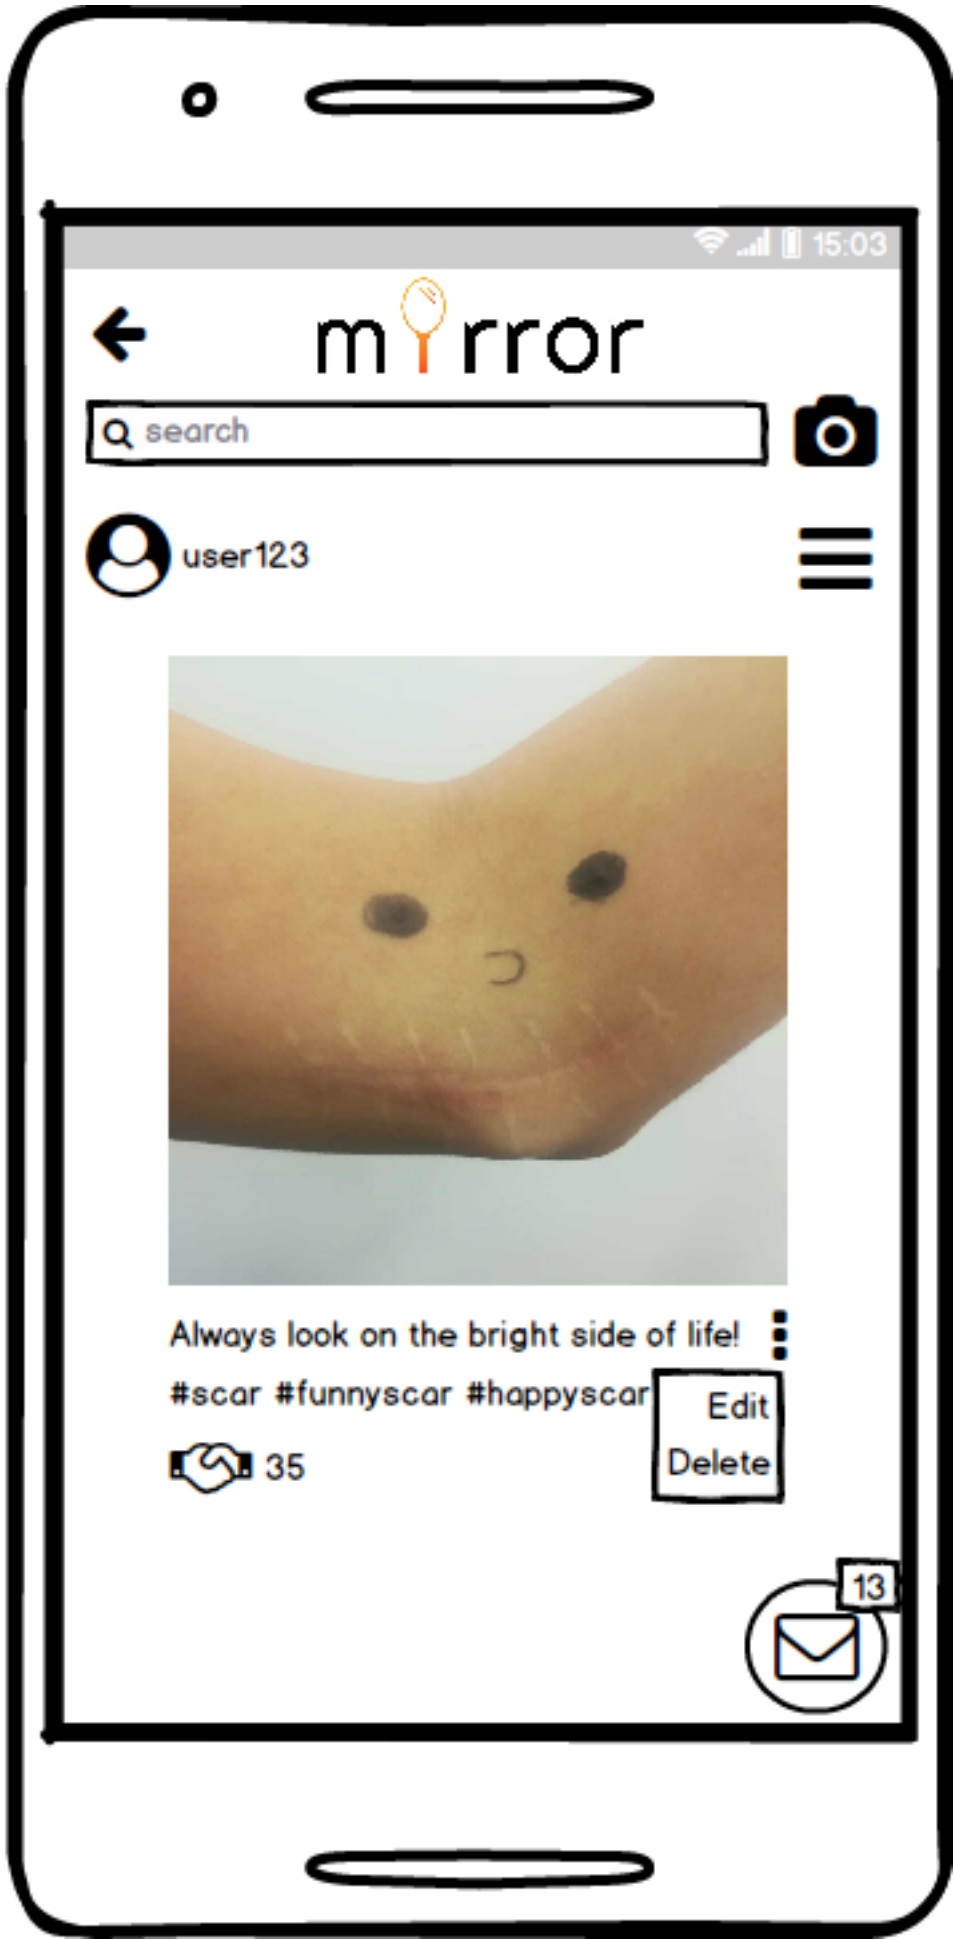 15:03
mirror
search
user123
Always look on the bright side of life!
#scar #funnyscar #happyscar
Edit
Delete
35
13